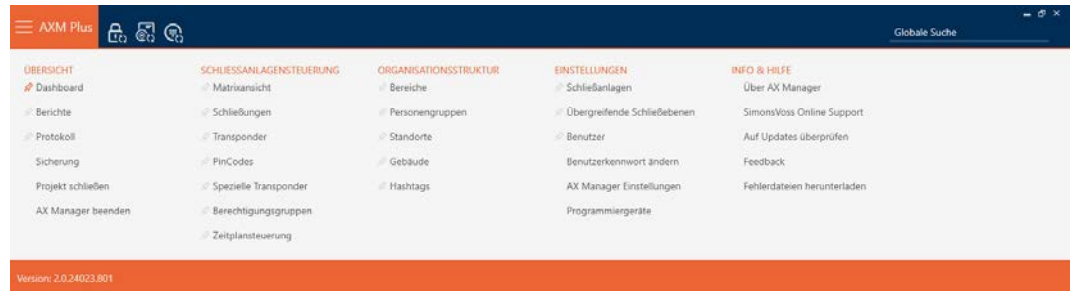 AXM Plus
Globale Suche
ÜBERSICHT
Dashboard
Berichte
Protokoll
Sicherung
Projekt schließen
AX Manager beenden
SCHLIESSANLAGENSTEUERUNG
Matrixansicht
Schließungen
Transponder
PinCodes
Spezielle Transponder
Berechtigungsgruppen
Zeitplansteuerung
ORGANISATIONSSTRUKTUR
Bereiche
Personengruppen
Standorte
Gebäude
Hashtags
EINSTELLUNGEN
Schließanlagen
Übergreifende Schließebenen
Benutzer
Benutzerkennwort ändern
AX Manager Einstellungen
Programmiergeräte
INFO & HILFE
Über AX Manager
SimonsVoss Online Support
Auf Updates überprüfen
Feedback
Fehlerdateien herunterladen
Version: 2.0.24023.801